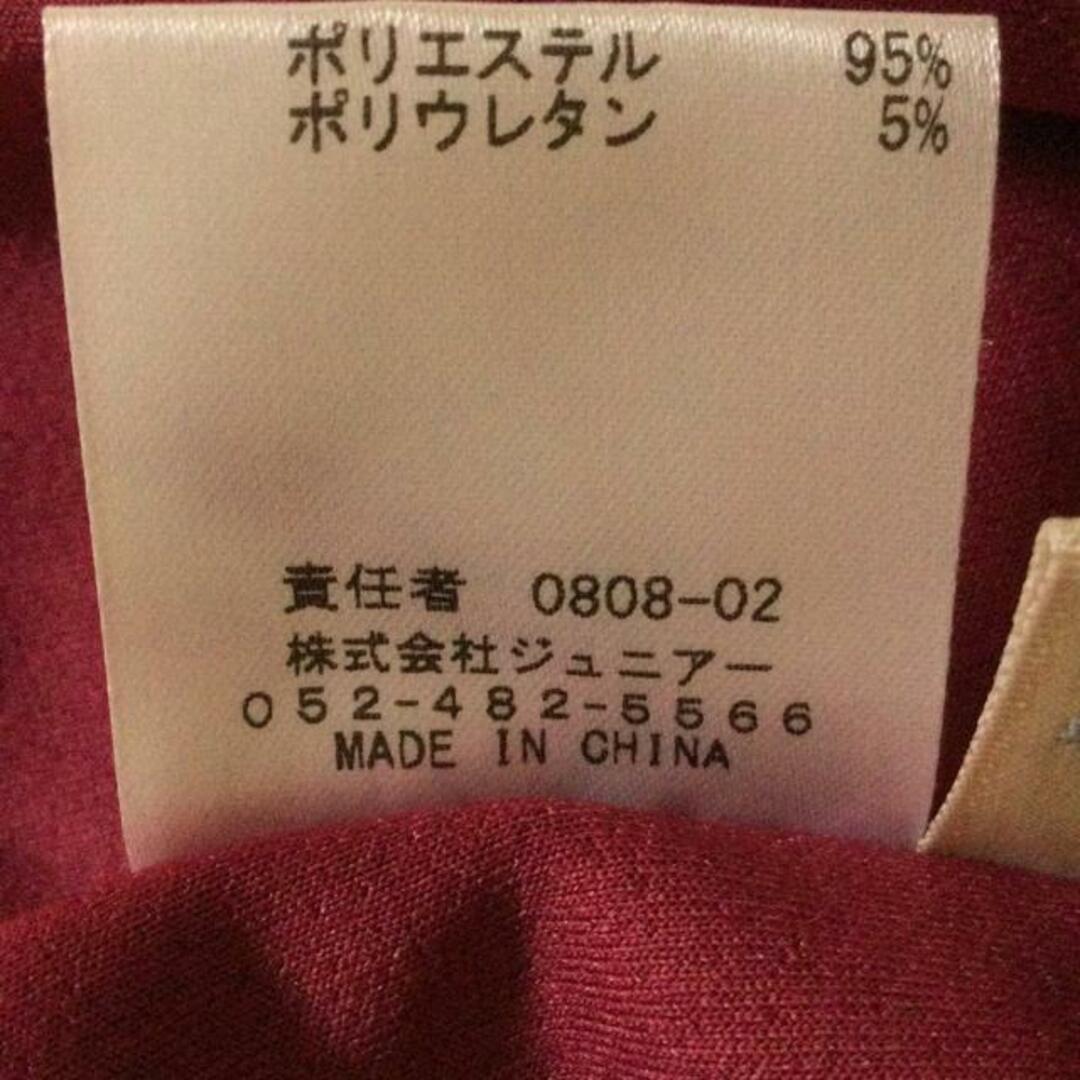 ポリエステル 95%
ポリウレタン 5%
責任者 0808-02
株式会社ジュニアー
052-482-5566
MADE IN CHINA